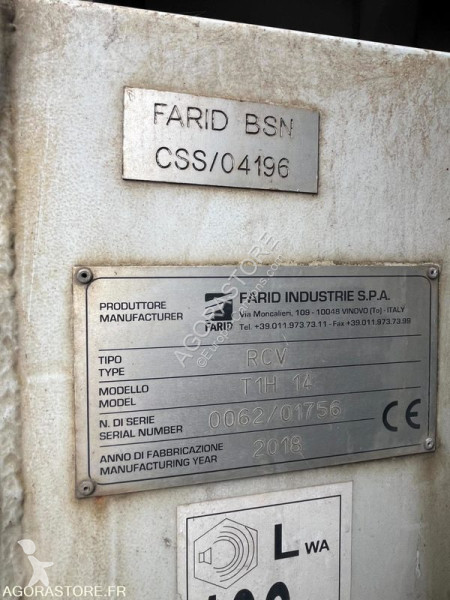 FARID BSN
CSS/04196
PRODUTTORE
MANUFACTURER
FARID
FARID INDUSTRIE S.P.A.
Via Moncalieri, 109 - 10048 VINOVO (To) - ITALY
Tel. +39.011.973.73.11 - Fax +39.011.973.73.99
TIPO
TYPE
RCV
MODELLO
MODEL
T1H 14
N. DI SERIE
SERIAL NUMBER
0062/01756
CE
ANNO DI FABBRICAZIONE
MANUFACTURING YEAR
2018
L WA
AGORASTORE
AGORASTORE.FR